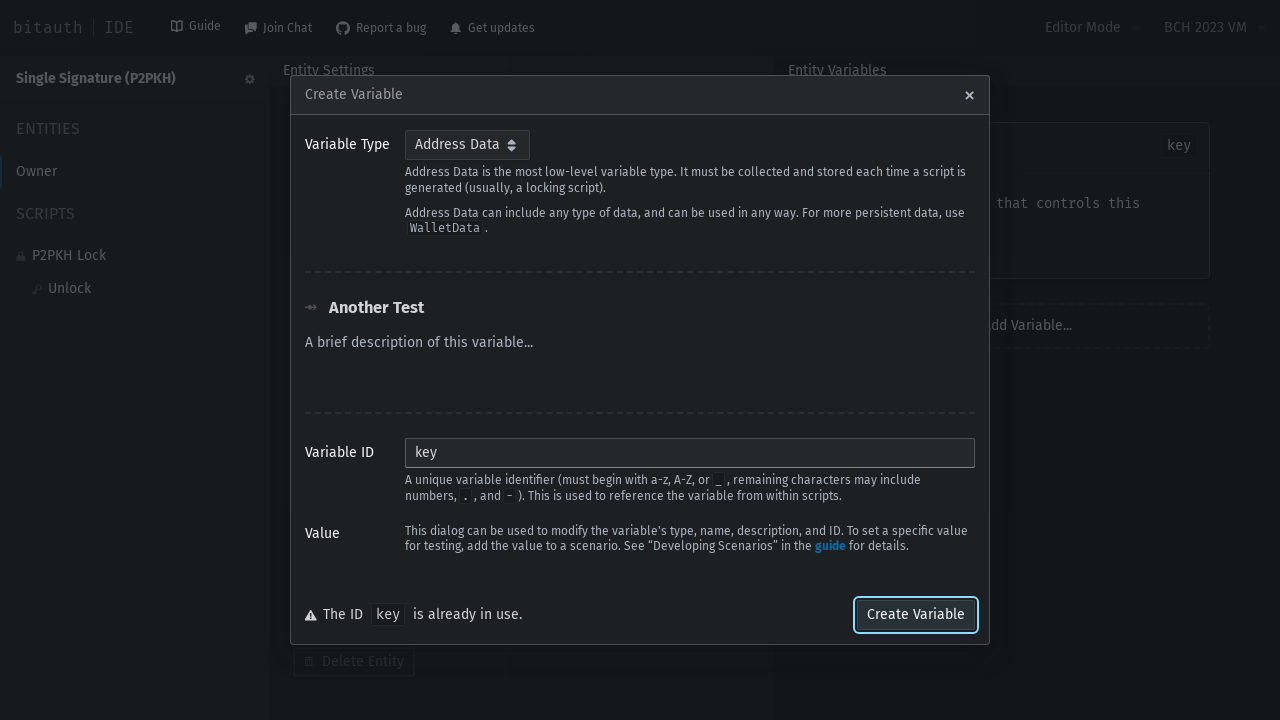 bitauth | IDE
Guide
Join Chat
Report a bug
Get updates
Editor Mode
BCH 2023 VM
Single Signature (P2PKH)
ENTITIES
Owner
SCRIPTS
P2PKH Lock
Unlock
Entity Settings
Entity Variables
key
that controls this
dd Variable...
Delete Entity
Create Variable
Variable Type
Address Data
Address Data is the most low-level variable type. It must be collected and stored each time a script is
generated (usually, a locking script).
Address Data can include any type of data, and can be used in any way. For more persistent data, use
WalletData .
Another Test
A brief description of this variable...
Variable ID
key
A unique variable identifier (must begin with a-z, A-Z, or _ , remaining characters may include
numbers, . , and - ). This is used to reference the variable from within scripts.
Value
This dialog can be used to modify the variable's type, name, description, and ID. To set a specific value
for testing, add the value to a scenario. See “Developing Scenarios” in the guide for details.
The ID key is already in use.
Create Variable